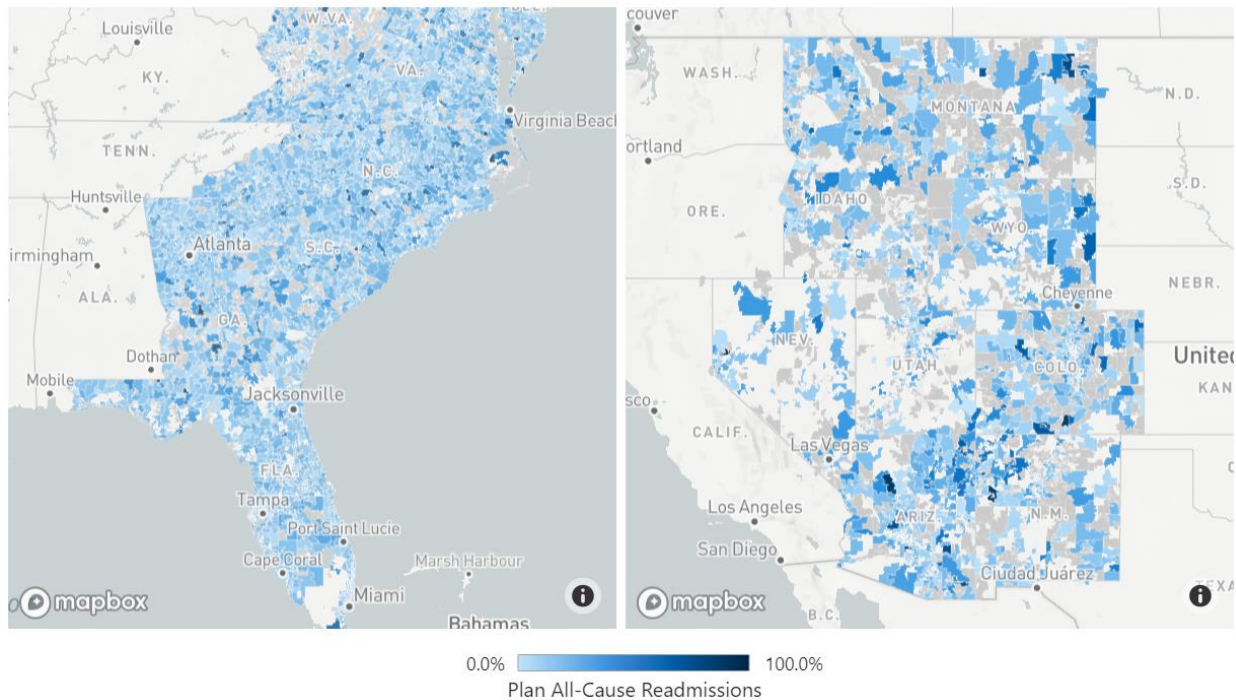 Louisville
W.VA.
DEL.
KY.
VA.
Virginia Beach
TENN.
N.C.
Huntsville
Atlanta
S.C.
irmingham
ALA.
GA.
Dothan
Mobile
Jacksonville
FLA.
Tampa
Port Saint Lucie
Cape Coral
Marsh Harbour
Miami
Bahamas
mapbox
i
couver
WASH.
MONTANA
N.D.
ortland
S.D.
ORE.
IDAHO
WYO.
NEBR.
Cheyenne
NEV.
UTAH
COLO.
United
KAN
sco
CALIF.
Las Vegas
Los Angeles
ARIZ.
N.M.
San Diego
Ciudad Juárez
TEXA
B.C.
mapbox
i
0.0% 100.0%
Plan All-Cause Readmissions